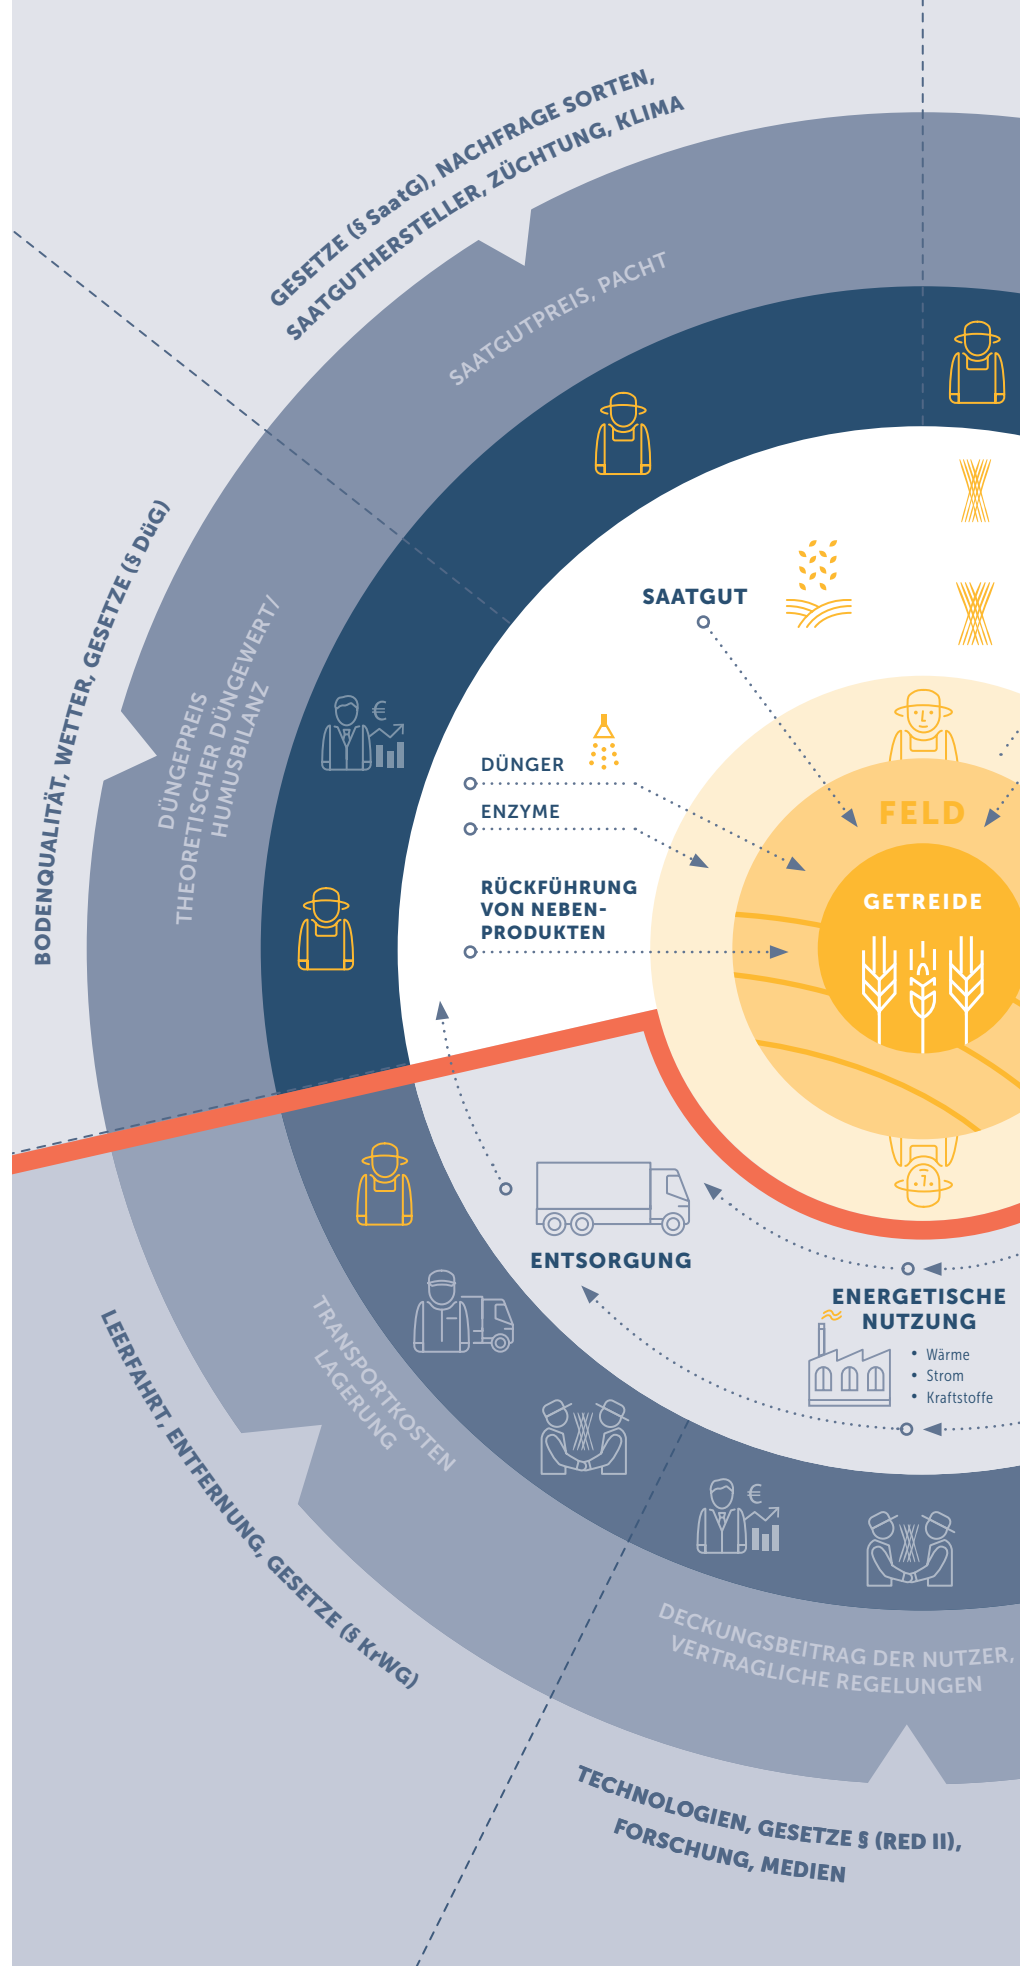 GESETZE (§ SaatG), NACHFRAGE SORTEN,
SAATGUTHERSTELLER, ZÜCHTUNG, KLIMA
SAATGUTPREIS, PACHT
BODENQUALITÄT, WETTER, GESETZE (§ DüG)
DÜNGEPREIS
THEORETISCHER DÜNGEWERT/
HUMUSBILANZ
€
SAATGUT
DÜNGER
ENZYME
RÜCKFÜHRUNG
VON NEBEN-
PRODUKTEN
FELD
GETREIDE
ENTSORGUNG
ENERGETISCHE
NUTZUNG
• Wärme
• Strom
• Kraftstoffe
TRANSPORTKOSTEN
LAGERUNG
LEERFAHRT, ENTFERNUNG, GESETZE (§ KrWG)
€
DECKUNGSBEITRAG DER NUTZER,
VERTRAGLICHE REGELUNGEN
TECHNOLOGIEN, GESETZE § (RED II),
FORSCHUNG, MEDIEN